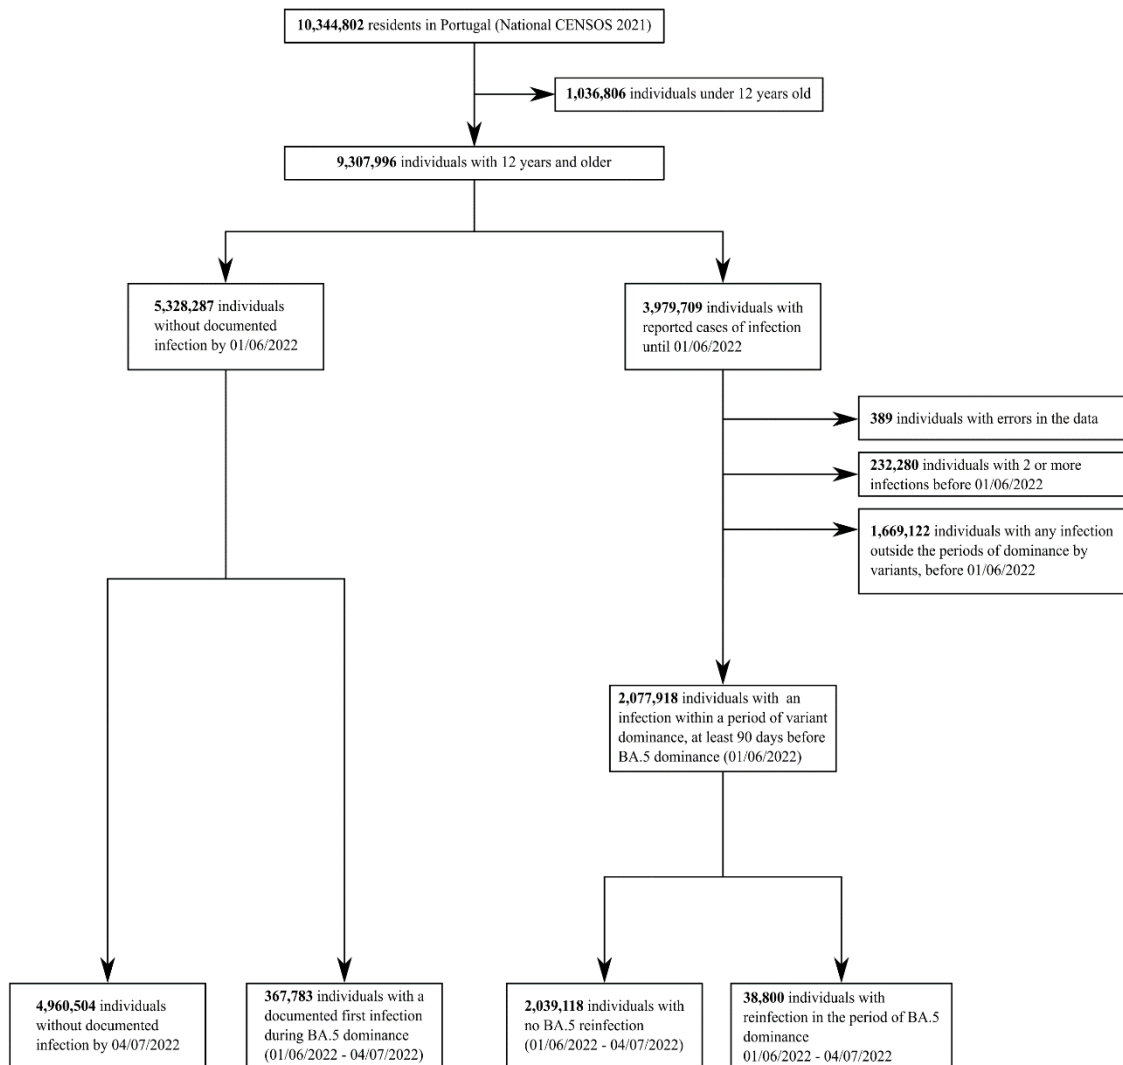 10,344,802 residents in Portugal (National CENSOS 2021)
1,036,806 individuals under 12 years old
9,307,996 individuals with 12 years and older
5,328,287 individuals
without documented
infection by 01/06/2022
3,979,709 individuals with
reported cases of infection
until 01/06/2022
389 individuals with errors in the data
232,280 individuals with 2 or more
infections before 01/06/2022
1,669,122 individuals with any infection
outside the periods of dominance by
variants, before 01/06/2022
2,077,918 individuals with an
infection within a period of variant
dominance, at least 90 days before
BA.5 dominance (01/06/2022)
4,960,504 individuals
without documented
infection by 04/07/2022
367,783 individuals with a
documented first infection
during BA.5 dominance
(01/06/2022 - 04/07/2022)
2,039,118 individuals with
no BA.5 reinfection
(01/06/2022 - 04/07/2022)
38,800 individuals with
reinfection in the period of BA.5
dominance
01/06/2022 - 04/07/2022